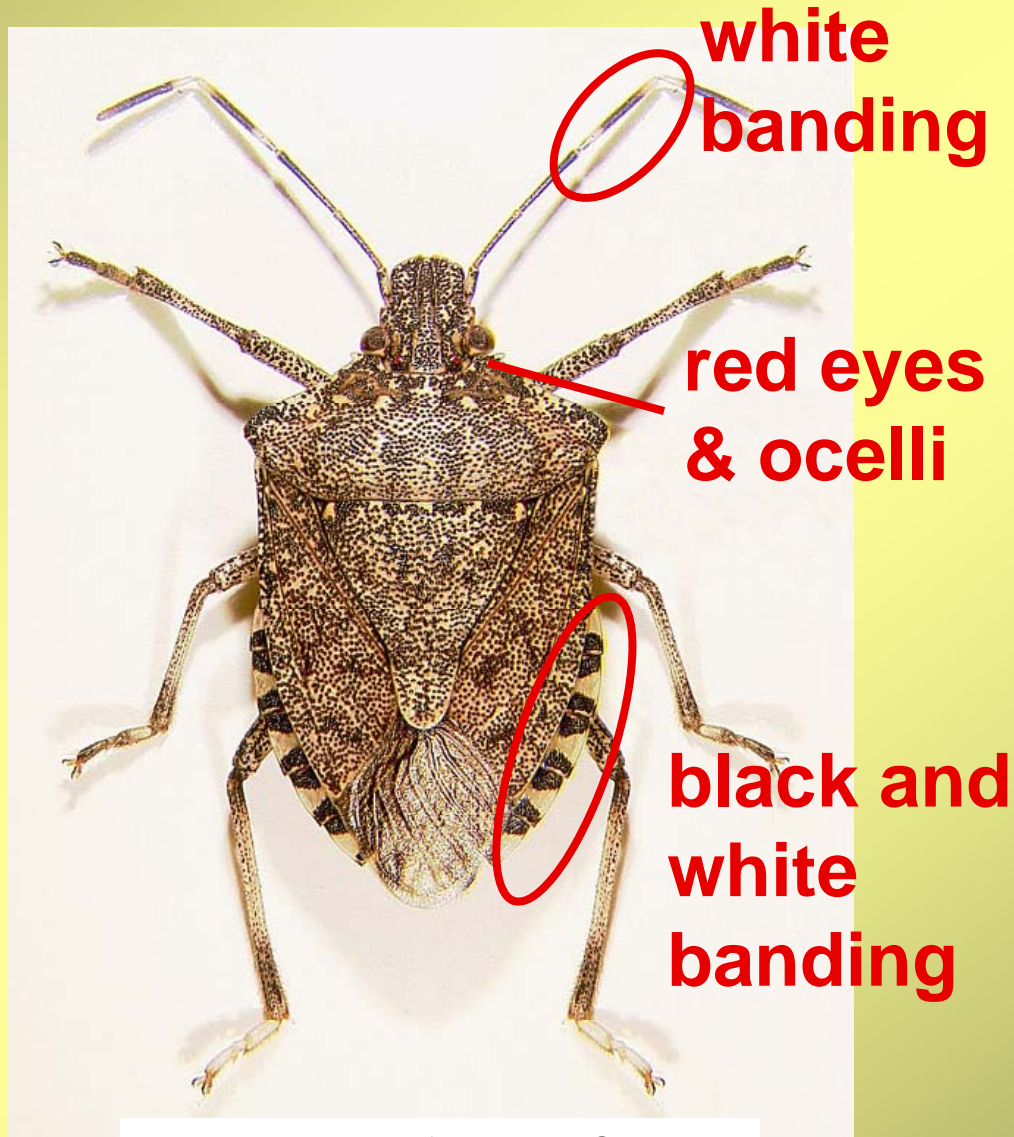 white
banding
red eyes
& ocelli
black and
white
banding